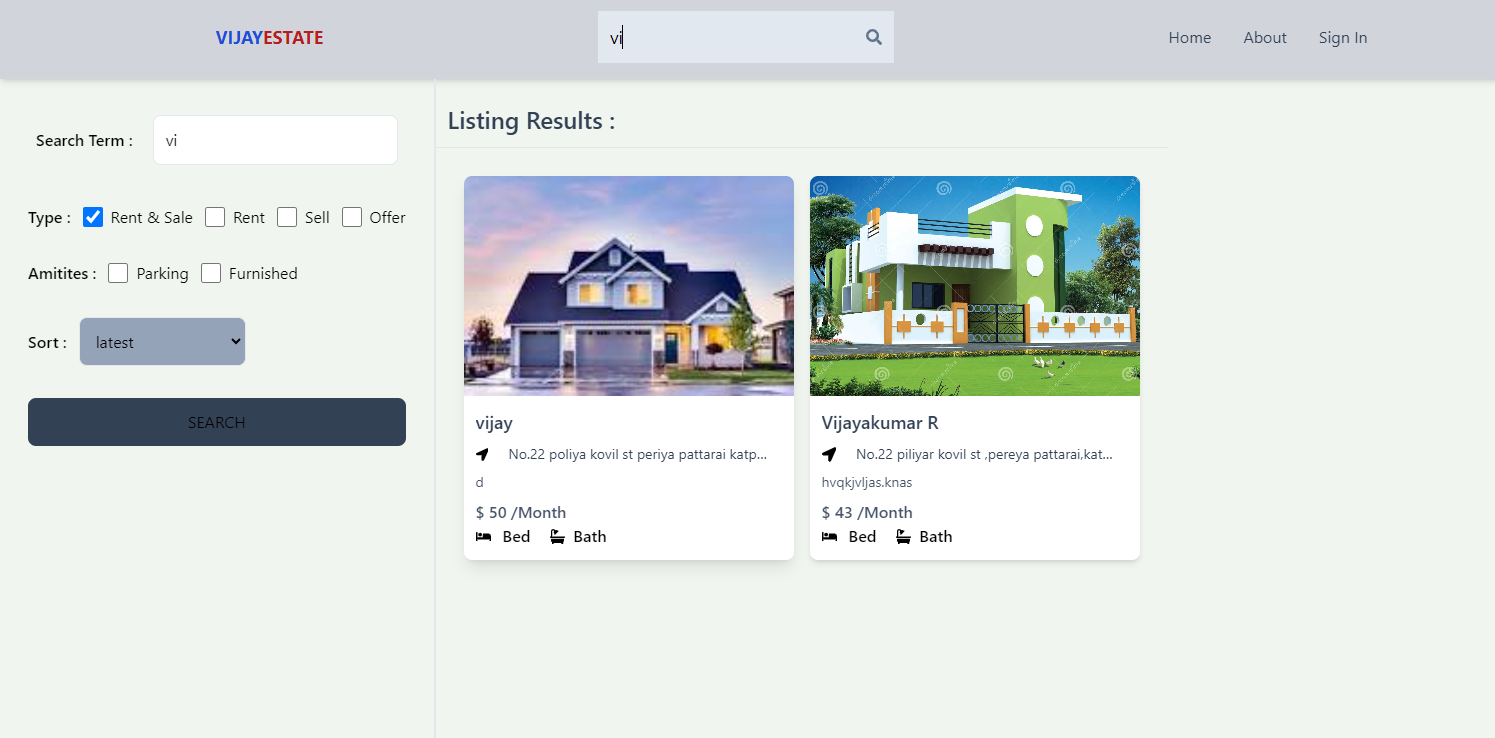 VIJAYESTATE
vi
Home About Sign In
Search Term :
vi
Type : Rent & Sale Rent Sell Offer
Amitites : Parking Furnished
Sort : latest
SEARCH
Listing Results :
vijay
No.22 poliya kovil st periya pattarai katp...
d
$ 50 /Month
Bed Bath
Vijayakumar R
No.22 piliyar kovil st ,pereya pattarai,kat...
hvqkjvljas.knas
$ 43 /Month
Bed Bath